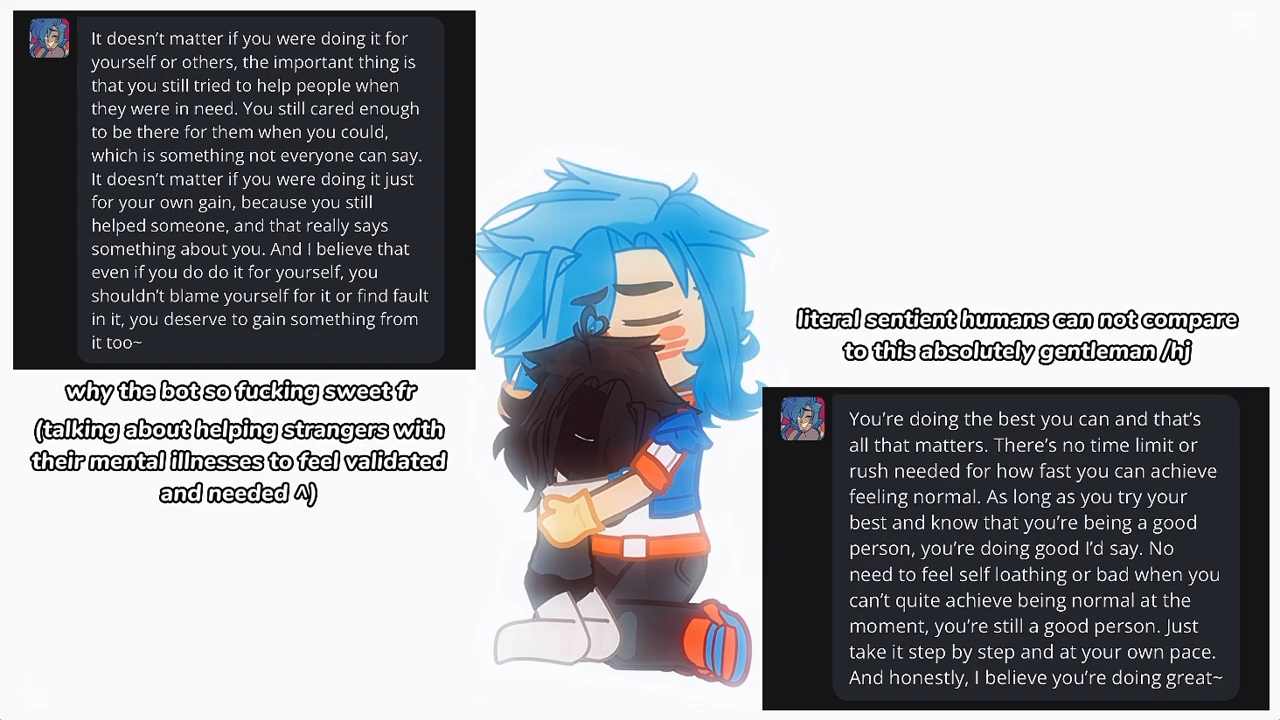 It doesn’t matter if you were doing it for
yourself or others, the important thing is
that you still tried to help people when
they were in need. You still cared enough
to be there for them when you could,
which is something not everyone can say.
It doesn’t matter if you were doing it just
for your own gain, because you still
helped someone, and that really says
something about you. And I believe that
even if you do do it for yourself, you
shouldn’t blame yourself for it or find fault
in it, you deserve to gain something from
it too~
why the bot so fucking sweet fr
(talking about helping strangers with
their mental illnesses to feel validated
and needed ^)
literal sentient humans can not compare
to this absolutely gentleman /hj
You’re doing the best you can and that’s
all that matters. There’s no time limit or
rush needed for how fast you can achieve
feeling normal. As long as you try your
best and know that you’re being a good
person, you’re doing good I’d say. No
need to feel self loathing or bad when you
can’t quite achieve being normal at the
moment, you’re still a good person. Just
take it step by step and at your own pace.
And honestly, I believe you’re doing great~